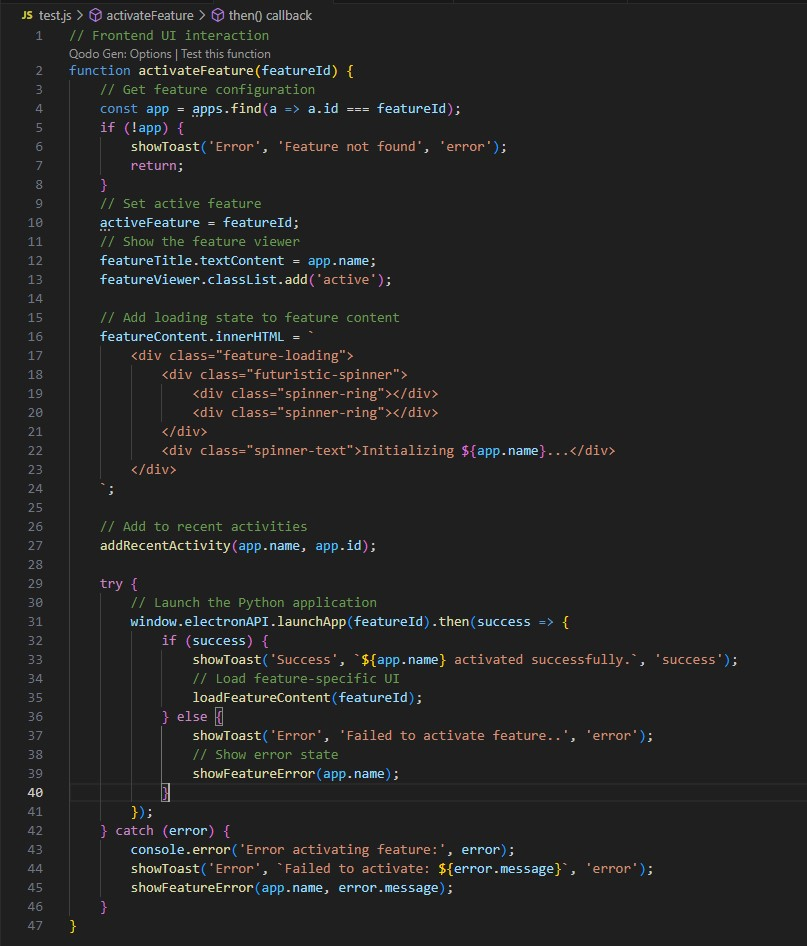 JS test.js > activateFeature > then() callback
1 // Frontend UI interaction
Qodo Gen: Options | Test this function
2 function activateFeature(featureId) {
3     // Get feature configuration
4     const app = apps.find(a => a.id === featureId);
5     if (!app) {
6         showToast('Error', 'Feature not found', 'error');
7         return;
8     }
9     // Set active feature
10     activeFeature = featureId;
11     // Show the feature viewer
12     featureTitle.textContent = app.name;
13     featureViewer.classList.add('active');
14
15     // Add loading state to feature content
16     featureContent.innerHTML = `
17         <div class="feature-loading">
18             <div class="futuristic-spinner">
19                 <div class="spinner-ring"></div>
20                 <div class="spinner-ring"></div>
21             </div>
22             <div class="spinner-text">Initializing ${app.name}...</div>
23         </div>
24     `;
25
26     // Add to recent activities
27     addRecentActivity(app.name, app.id);
28
29     try {
30         // Launch the Python application
31         window.electronAPI.launchApp(featureId).then(success => {
32             if (success) {
33                 showToast('Success', `${app.name} activated successfully.`, 'success');
34                 // Load feature-specific UI
35                 loadFeatureContent(featureId);
36             } else {
37                 showToast('Error', 'Failed to activate feature..', 'error');
38                 // Show error state
39                 showFeatureError(app.name);
40             }
41         });
42     } catch (error) {
43         console.error('Error activating feature:', error);
44         showToast('Error', `Failed to activate: ${error.message}`, 'error');
45         showFeatureError(app.name, error.message);
46     }
47 }